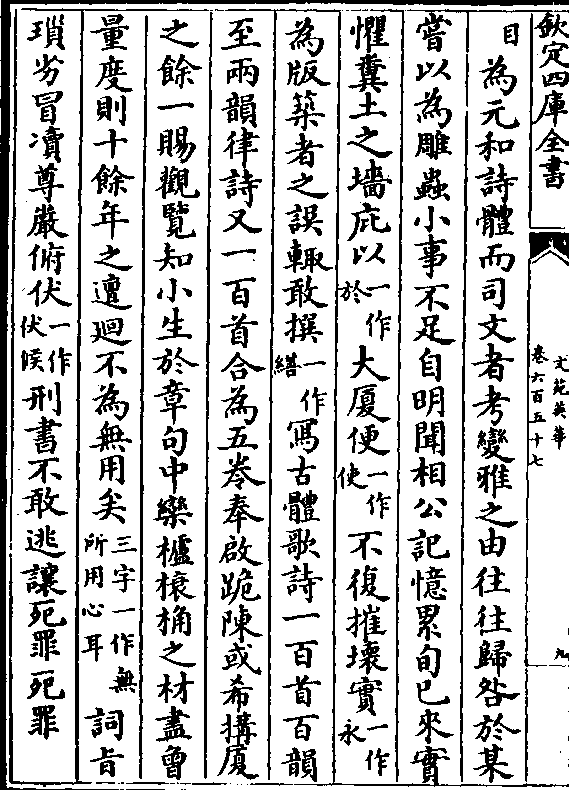 欽定四庫全書
文苑英華
卷六百五十七
九
目為元和詩體而司文者考變雅之由往往歸咎於某
嘗以為雕蟲小事不足自明聞相公記憶累旬已來實
懼糞土之墻庇以一作於大厦便一作使不復摧壞實一作永
為版築者之誤輙敢撰一作繕寫古體歌詩一百首百韻
至兩韻律詩又一百首合為五卷奉啟跪陳或希搆厦
之餘一賜觀覽知小生於章句中欒櫨榱桷之材盡曾
量度則十餘年之邅廻不為無用矣三字一作無所用心耳詞旨
瑣劣冒瀆尊嚴俯伏一作伏候刑書不敢逃讓死罪死罪